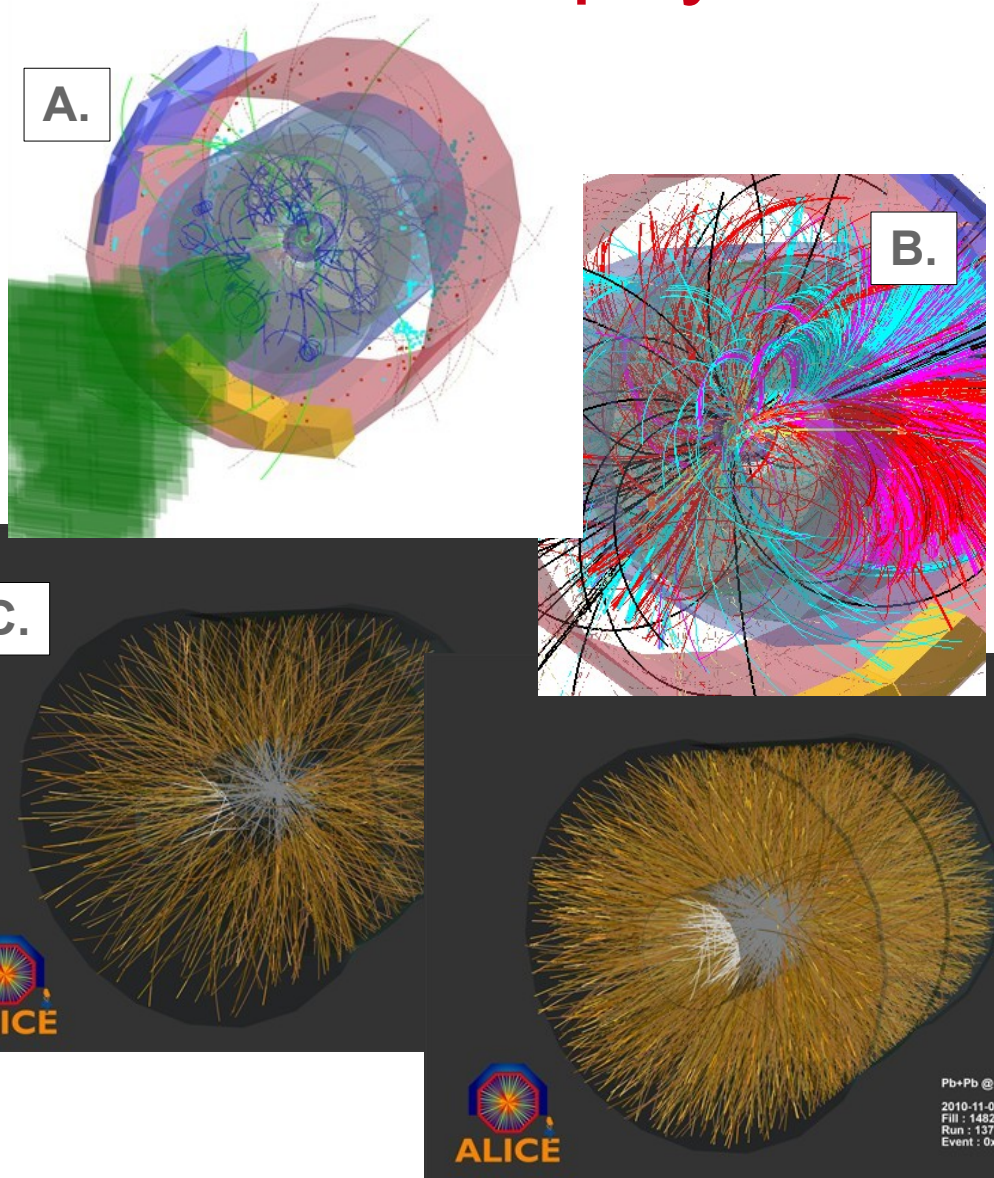 A.
B.
C.
ICE
ALICE
Pb+Pb @
2010-11-0
Fill : 1482
Run : 137
Event : 0x